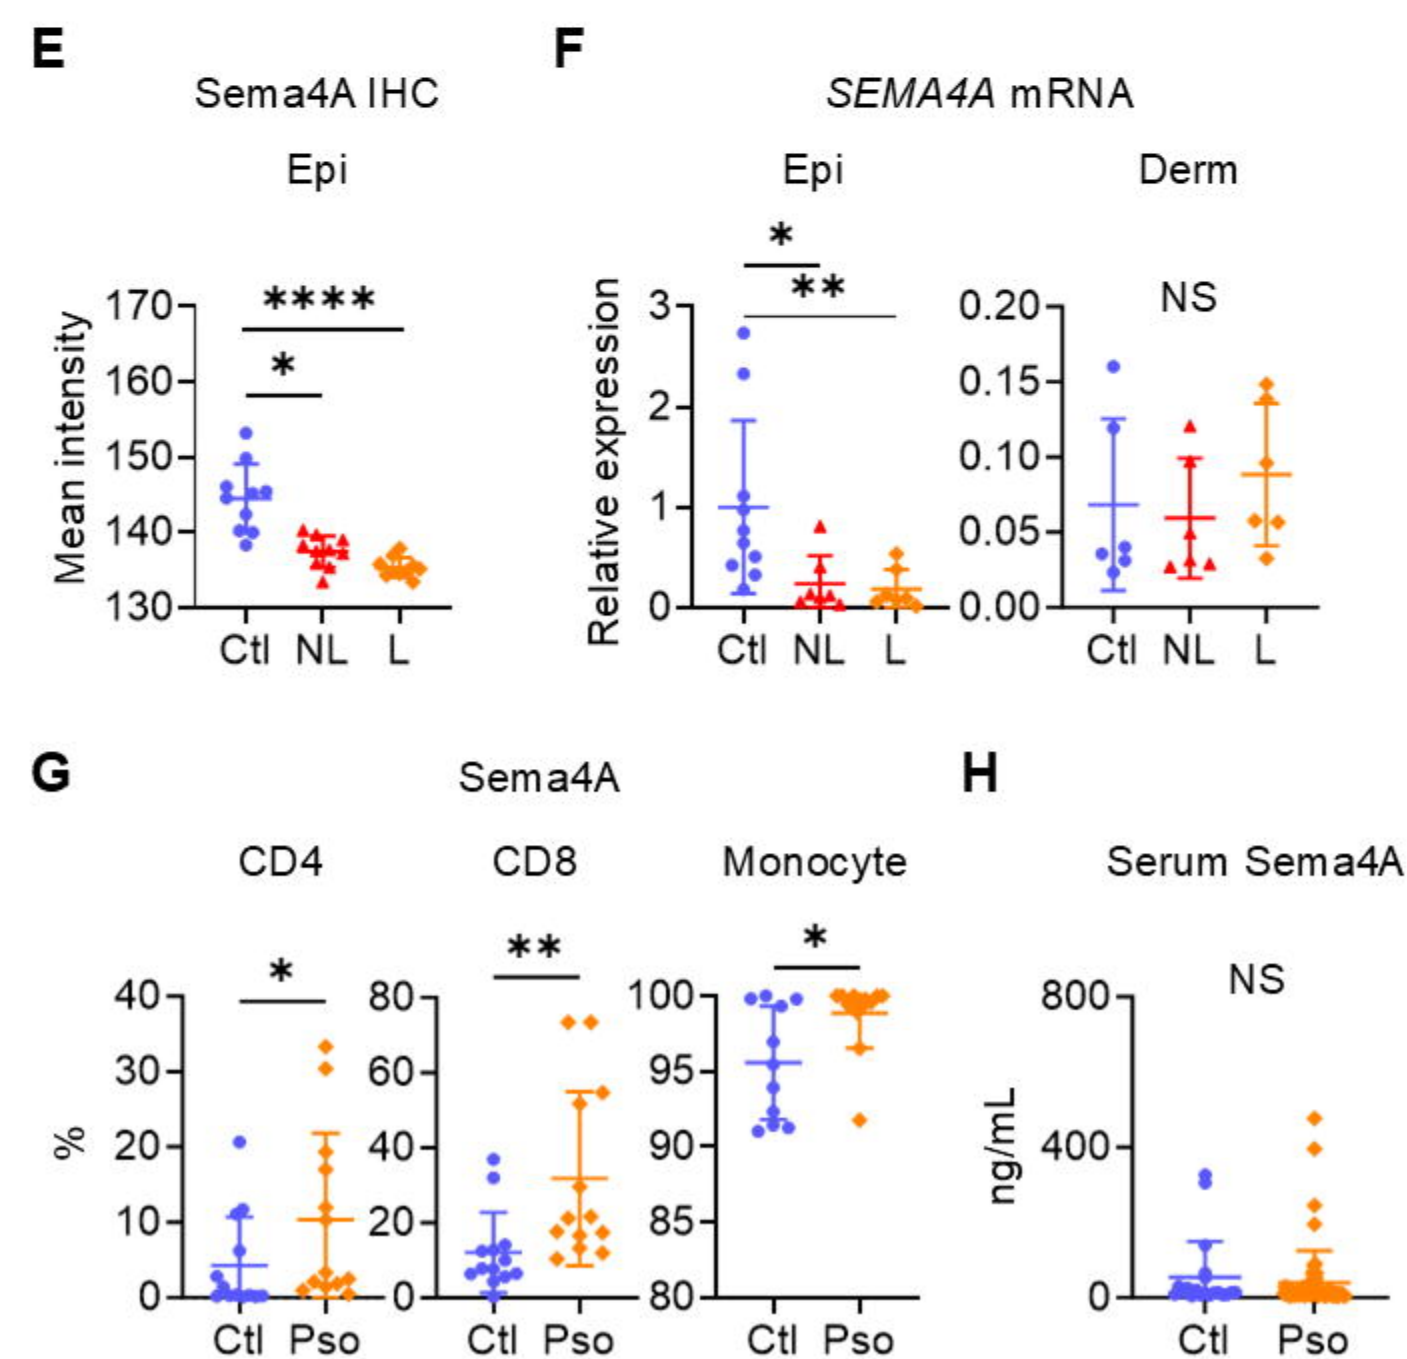 E
Sema4A IHC
Epi
Mean intensity
170
160
150
140
130
****
*
Ctl NL L
F
SEMA4A mRNA
Epi
Relative expression
3
2
1
0
*
**
Ctl NL L
Derm
NS
0.20
0.15
0.10
0.05
0.00
Ctl NL L
G
Sema4A
CD4
%
40
30
20
10
0
*
Ctl Pso
CD8
80
60
40
20
0
**
Ctl Pso
Monocyte
100
95
90
85
80
*
Ctl Pso
H
Serum Sema4A
NS
ng/mL
800
400
0
Ctl Pso